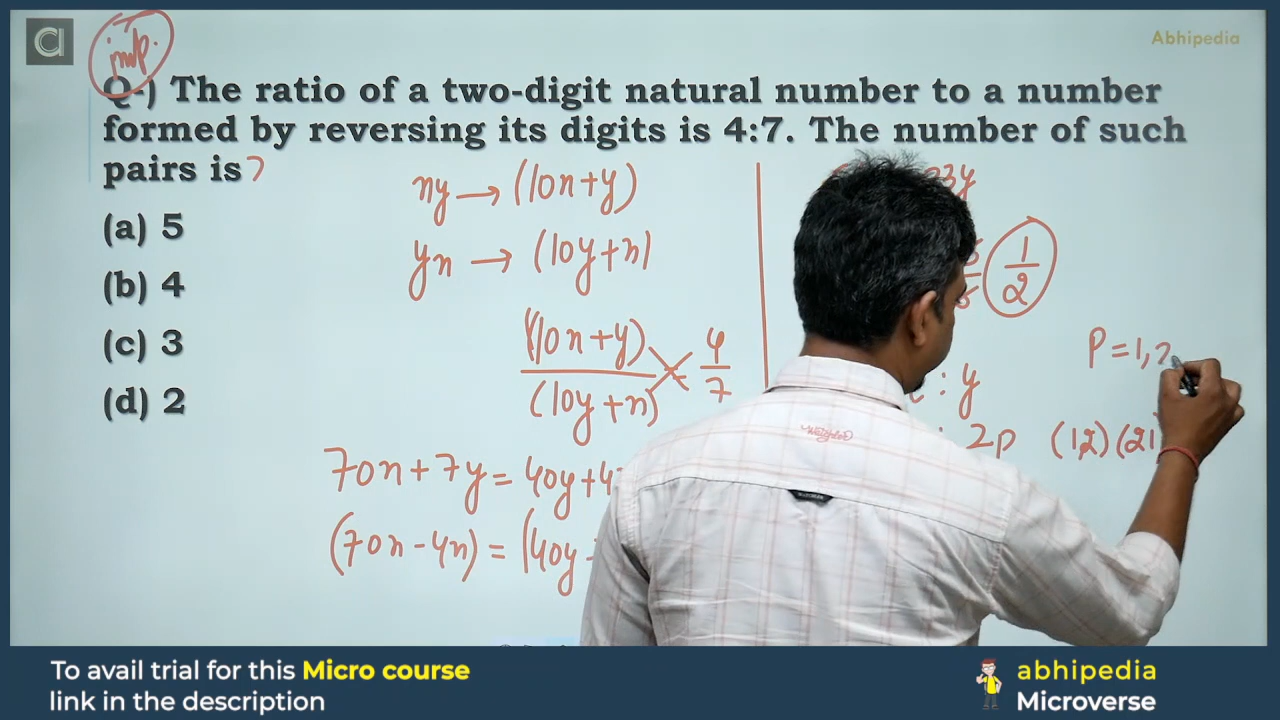 a
Abhipedia
imp.
Q-) The ratio of a two-digit natural number to a number
formed by reversing its digits is 4:7. The number of such
pairs is?
(a) 5
(b) 4
(c) 3
(d) 2
xy → (10x+y)
yx → (10y+x)
(10x+y)
(10y+x)
4
7
70x+7y=40y+4
(70x-4x) = (40y-
33y
1
2
: y
: 2p (12)(21)
P=1,2
Weighter
To avail trial for this Micro course
link in the description
abhipedia
Microverse